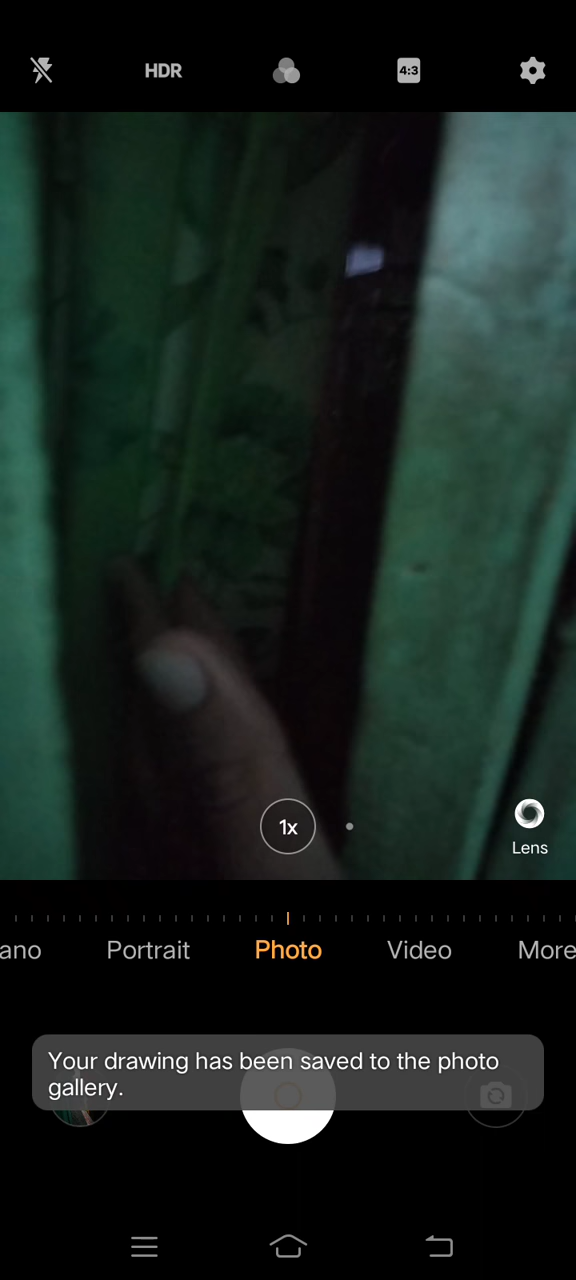 HDR
4:3
1x
Lens
ano
Portrait
Photo
Video
More
Your drawing has been saved to the photo
gallery.